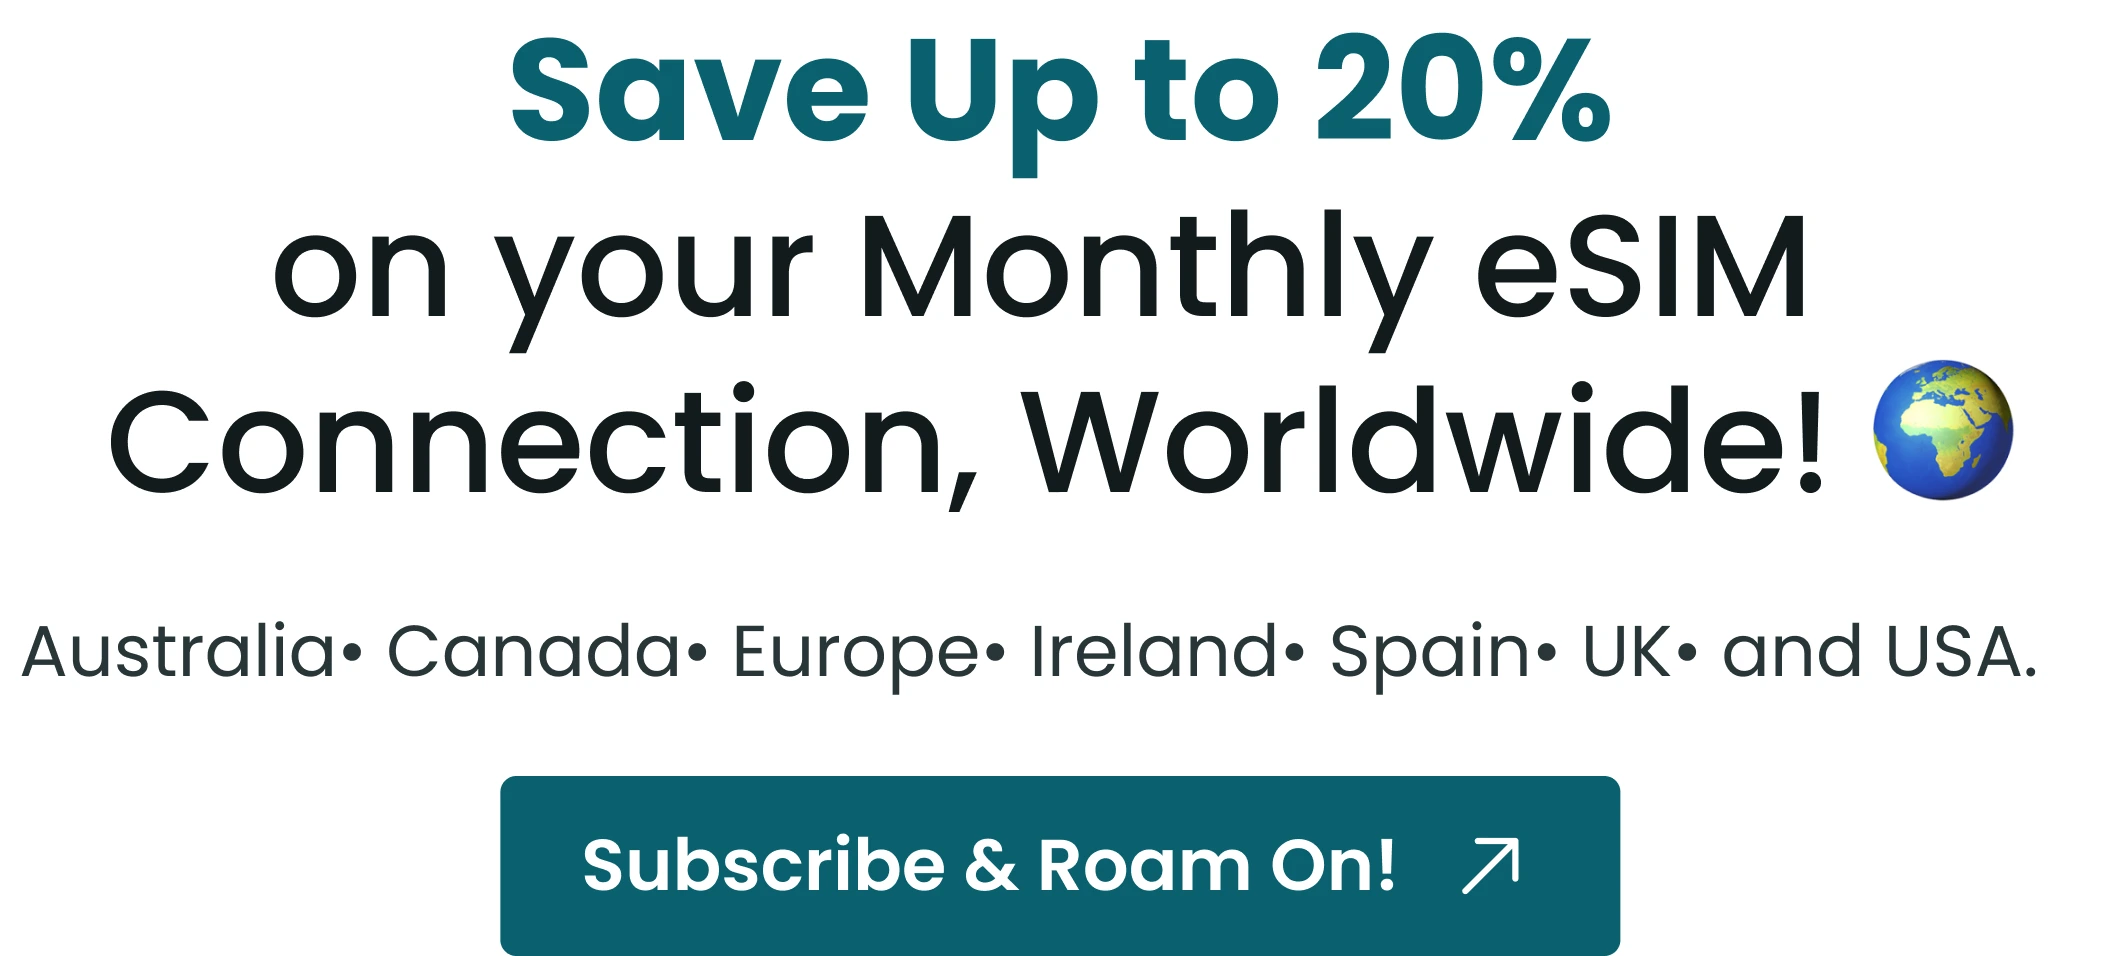 Save Up to 20%
on your Monthly eSIM
Connection, Worldwide! 🌍
Australia• Canada• Europe• Ireland• Spain• UK• and USA.
Subscribe & Roam On!